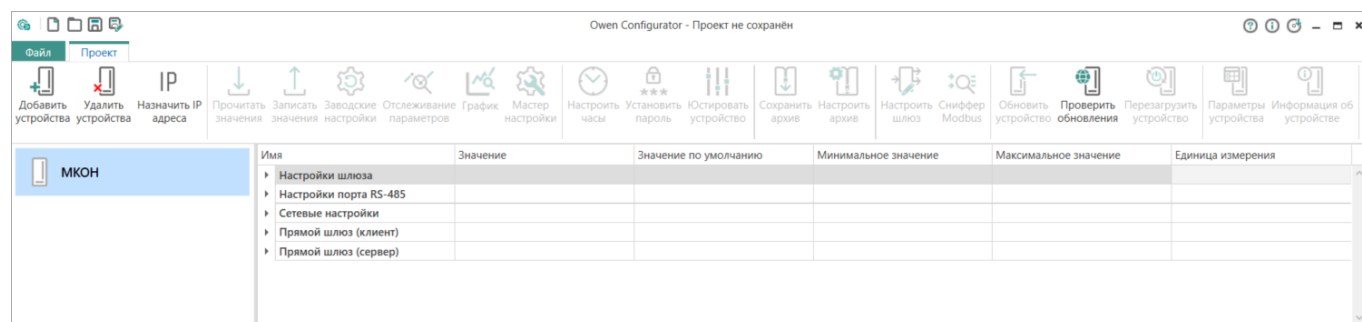 Owen Configurator - Проект не сохранён
Файл Проект
Добавить устройства
Удалить устройства
Назначить IP адреса
Прочитать значения
Записать значения
Заводские настройки
Отслеживание параметров
График
Мастер настройки
Настроить часы
Установить пароль
Юстировать устройство
Сохранить архив
Настроить архив
Настроить шлюз
Сниффер Modbus
Обновить устройство
Проверить обновления
Перезагрузить устройство
Параметры устройства
Информация об устройстве
IP
МКОН
Имя Значение Значение по умолчанию Минимальное значение Максимальное значение Единица измерения
Настройки шлюза
Настройки порта RS-485
Сетевые настройки
Прямой шлюз (клиент)
Прямой шлюз (сервер)